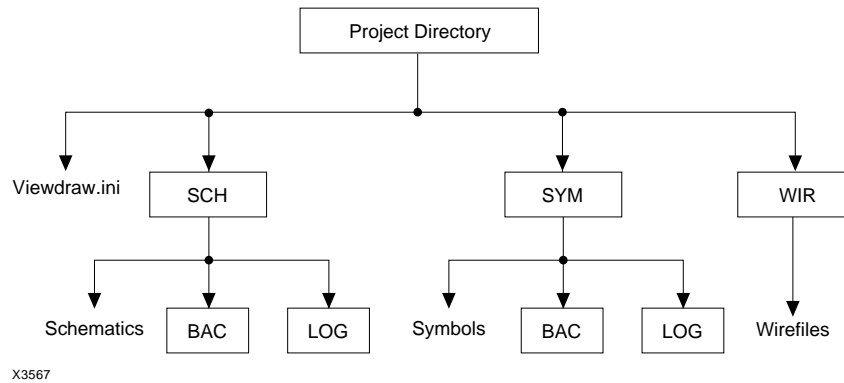 Project Directory
Viewdraw.ini
SCH
SYM
WIR
Schematics
BAC
LOG
Symbols
BAC
LOG
Wirefiles
X3567